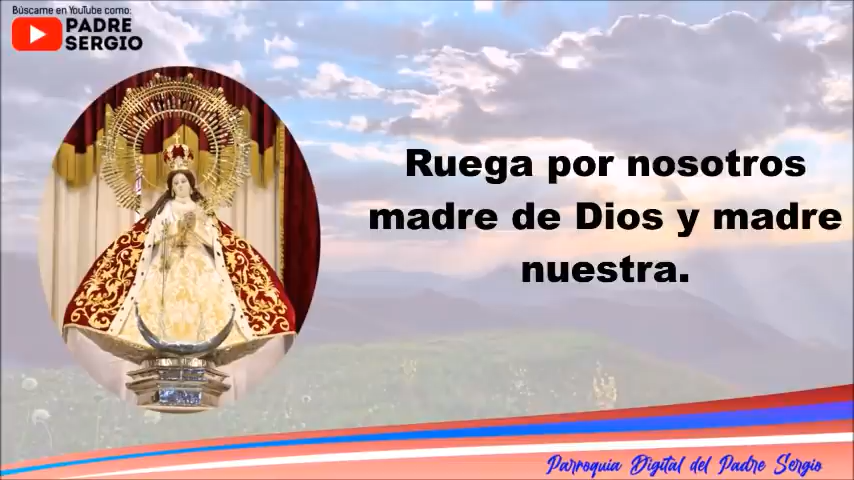 Búscame en YouTube como:
PADRE
SERGIO
Ruega por nosotros
madre de Dios y madre
nuestra.
Parroquia Digital del Padre Sergio